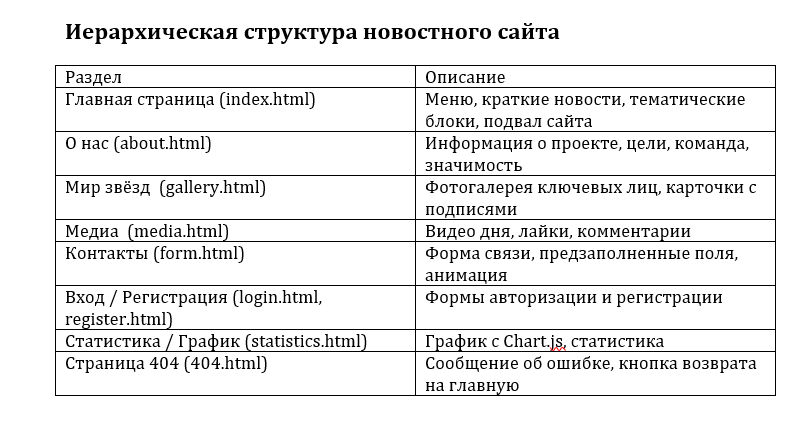 Иерархическая структура новостного сайта
Раздел Описание
Главная страница (index.html) Меню, краткие новости, тематические
блоки, подвал сайта
О нас (about.html) Информация о проекте, цели, команда,
значимость
Мир звёзд (gallery.html) Фотогалерея ключевых лиц, карточки с
подписями
Медиа (media.html) Видео дня, лайки, комментарии
Контакты (form.html) Форма связи, предзаполненные поля,
анимация
Вход / Регистрация (login.html, Формы авторизации и регистрации
register.html)
Статистика / График (statistics.html) График с Chart.js, статистика
Страница 404 (404.html) Сообщение об ошибке, кнопка возврата
на главную